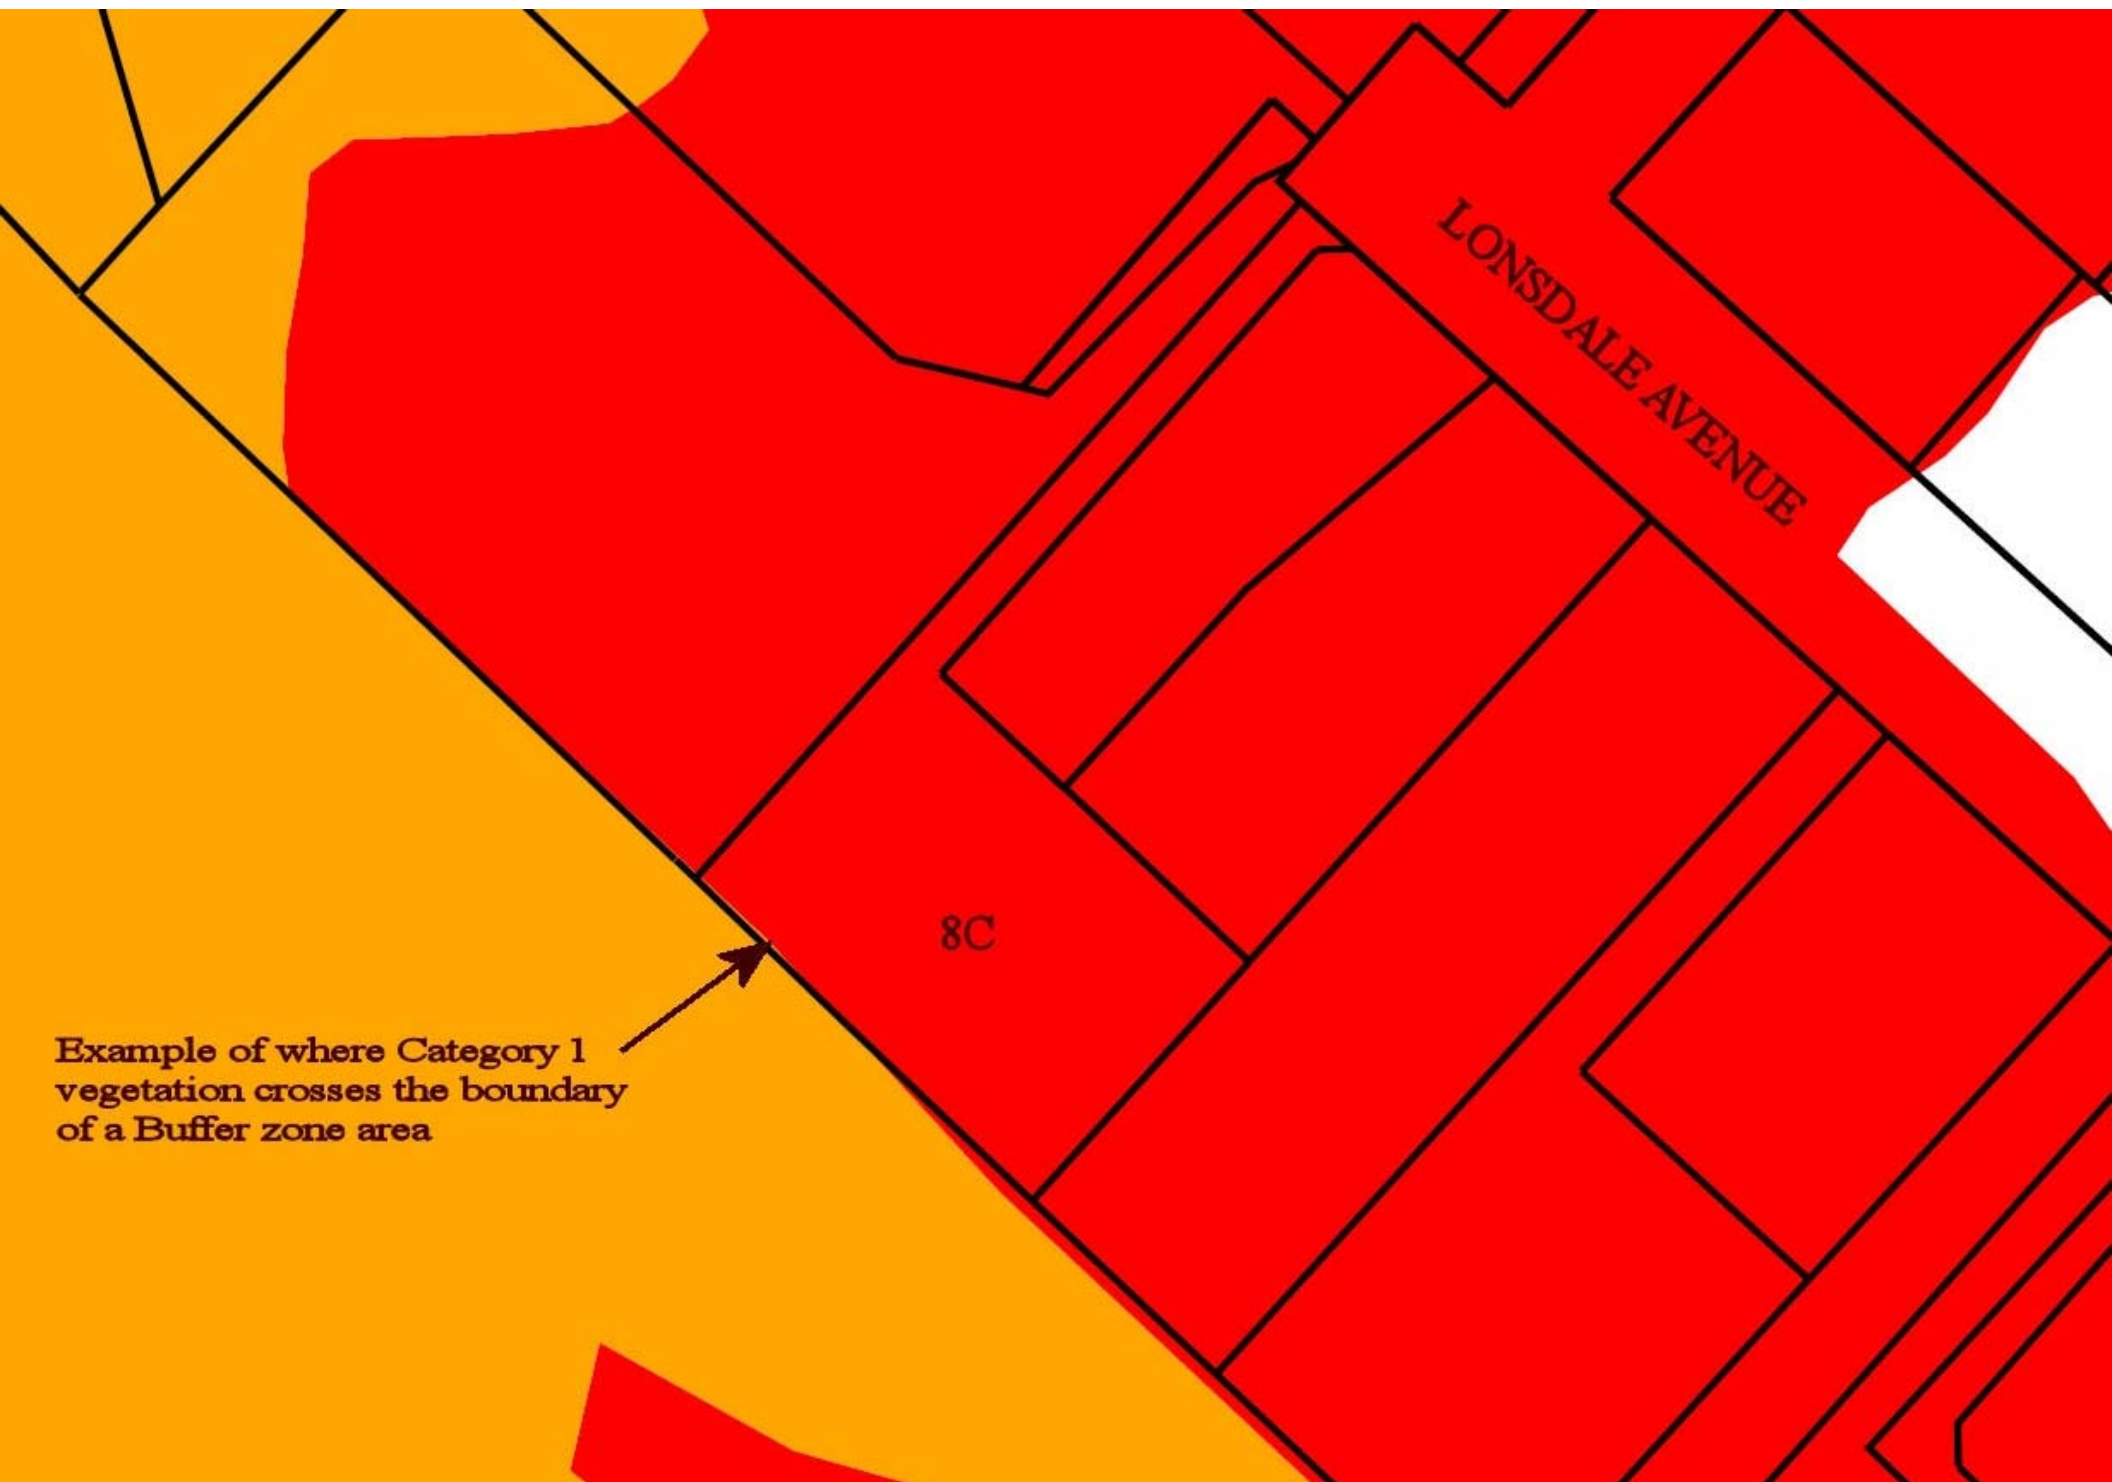 LONSDALE AVENUE
8C
Example of where Category 1
vegetation crosses the boundary
of a Buffer zone area